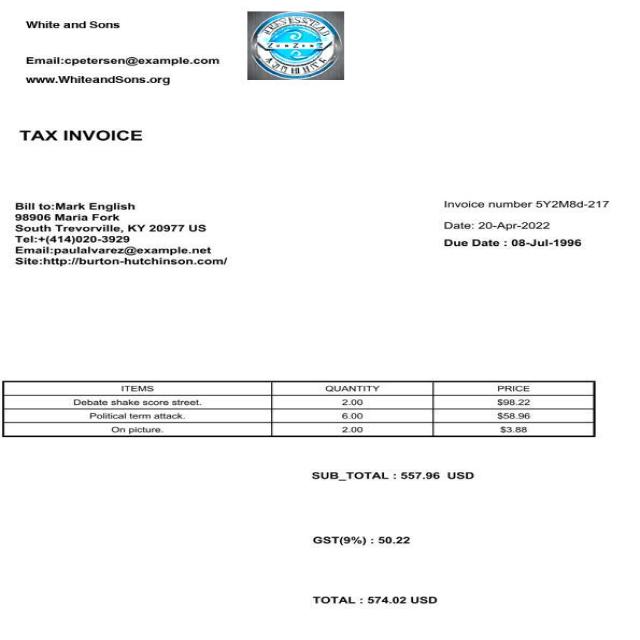 White and Sons
Email:cpetersen@example.com
www.WhiteandSons.org
TAX INVOICE
Bill to:Mark English
98906 Maria Fork
South Trevorville, KY 20977 US
Tel:+(414)020-3929
Email:paulalvarez@example.net
Site:http://burton-hutchinson.com/
Invoice number 5Y2M8d-217
Date: 20-Apr-2022
Due Date : 08-Jul-1996
ITEMS QUANTITY PRICE
Debate shake score street. 2.00 $98.22
Political term attack. 6.00 $58.96
On picture. 2.00 $3.88
SUB_TOTAL : 557.96 USD
GST(9%) : 50.22
TOTAL : 574.02 USD